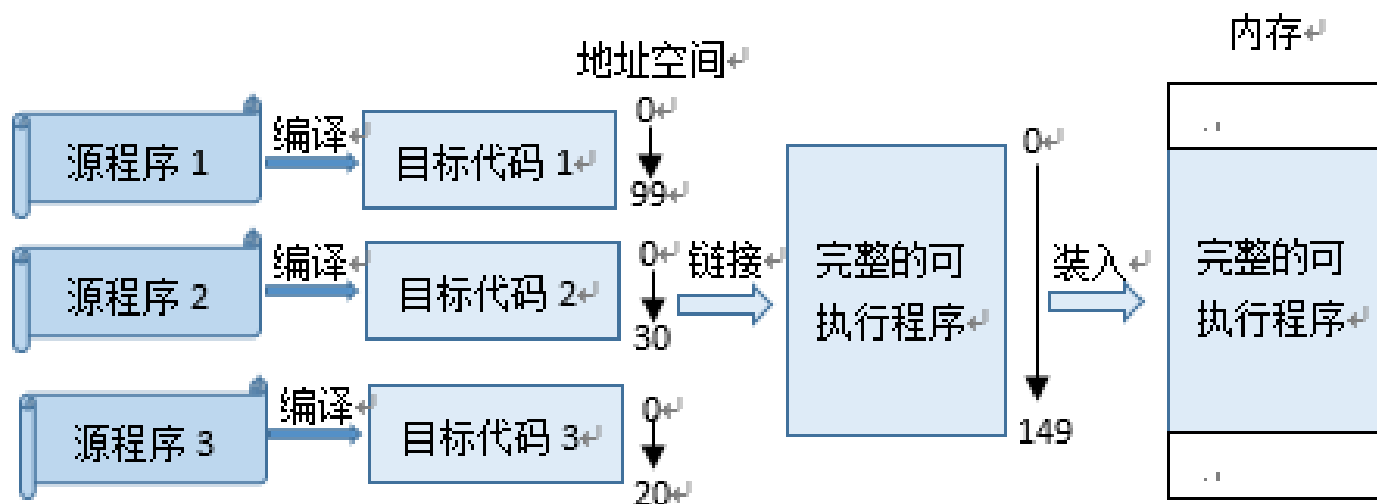 内存
地址空间
源程序 1
编译
目标代码 1
0
99
源程序 2
编译
目标代码 2
0
30
源程序 3
编译
目标代码 3
0
20
链接
完整的可
执行程序
0
149
装入
完整的可
执行程序